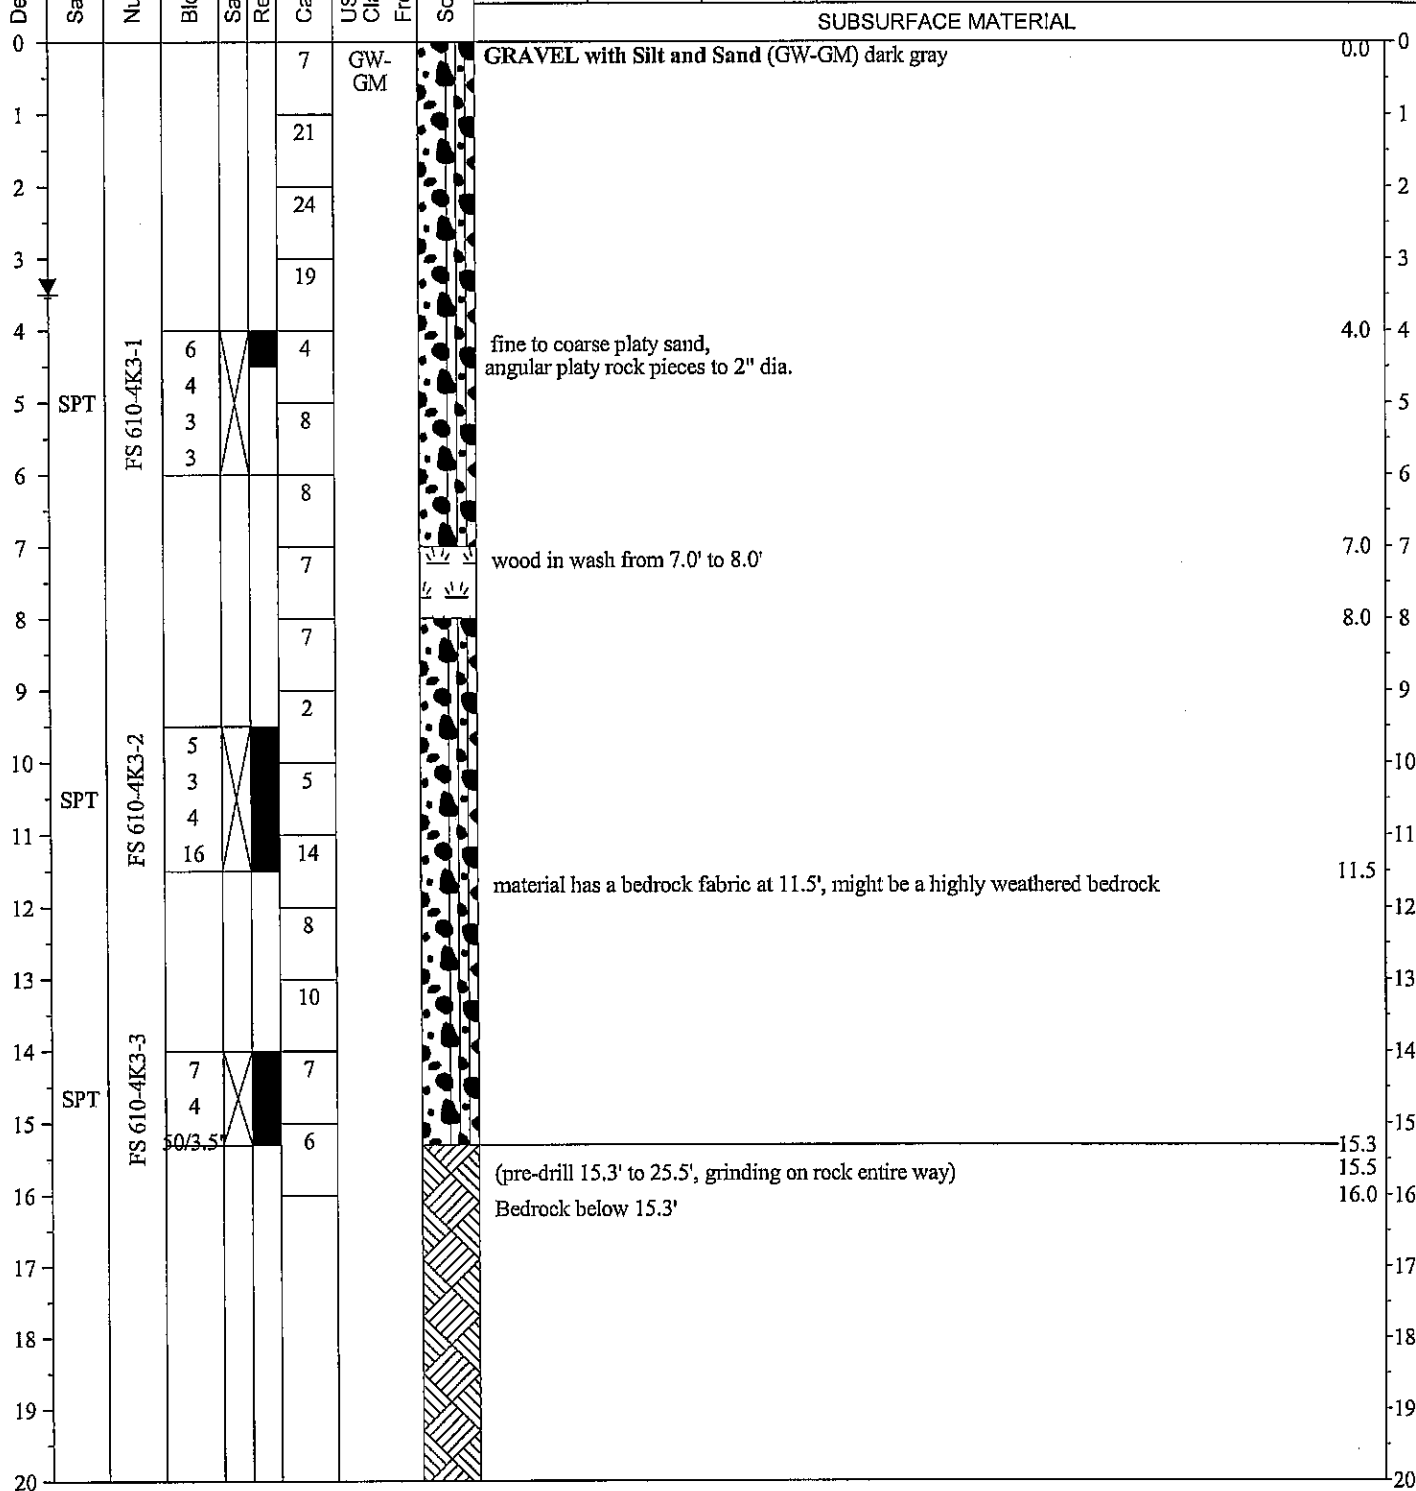 SUBSURFACE MATERIAL
0 7 GW-GM GRAVEL with Silt and Sand (GW-GM) dark gray 0.0 0
1 21 1
2 24 2
3 19 3
4 6 4 fine to coarse platy sand, 4.0 4
4 angular platy rock pieces to 2" dia.
5 SPT FS 610-4K3-1 3 8 5
3
6 8 6
7 7 wood in wash from 7.0' to 8.0' 7.0 7
8 7 8.0 8
9 2 9
5
10 3 5 10
SPT FS 610-4K3-2 4
11 16 14 11
material has a bedrock fabric at 11.5', might be a highly weathered bedrock 11.5
12 8 12
13 10 13
14 7 7 14
SPT FS 610-4K3-3 4
15 50/3.5" 6 15
15.3
(pre-drill 15.3' to 25.5', grinding on rock entire way) 15.5
16 Bedrock below 15.3' 16.0 16
17 17
18 18
19 19
20 20